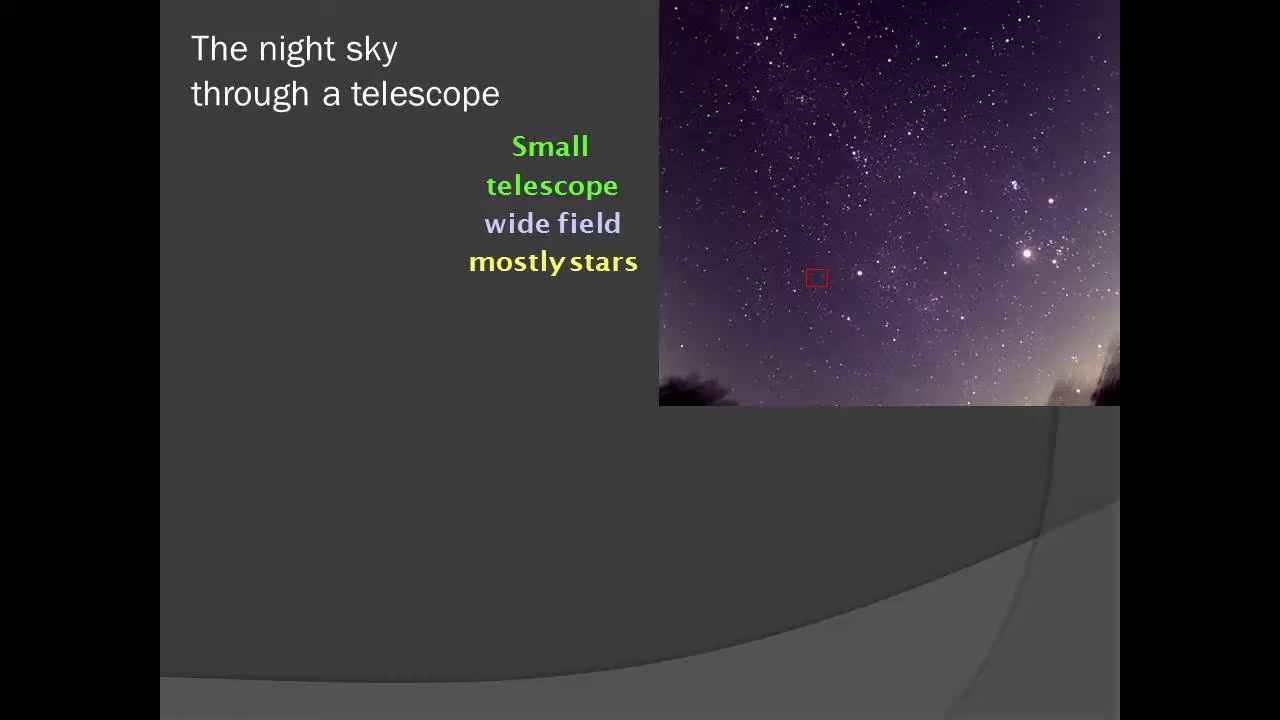 The night sky
through a telescope
Small
telescope
wide field
mostly stars